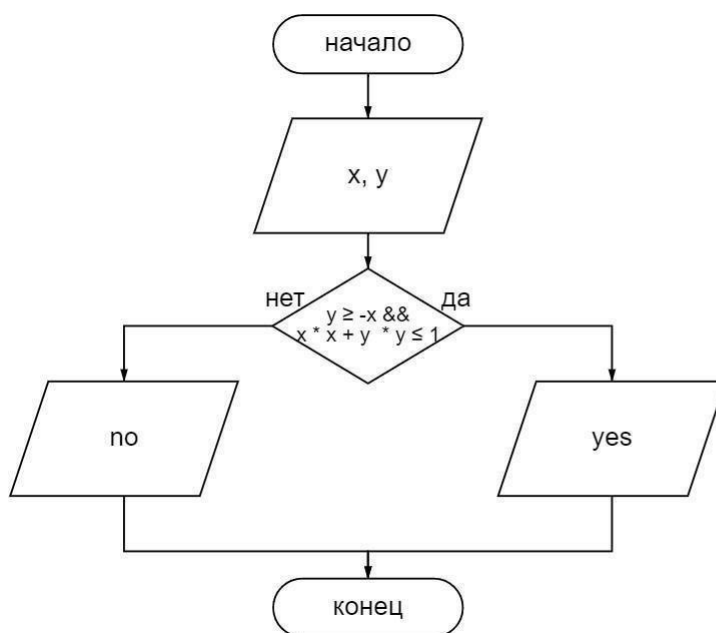 начало
x, y
нет
да
y ≥ -x &&
x * x + y * y ≤ 1
no
yes
конец